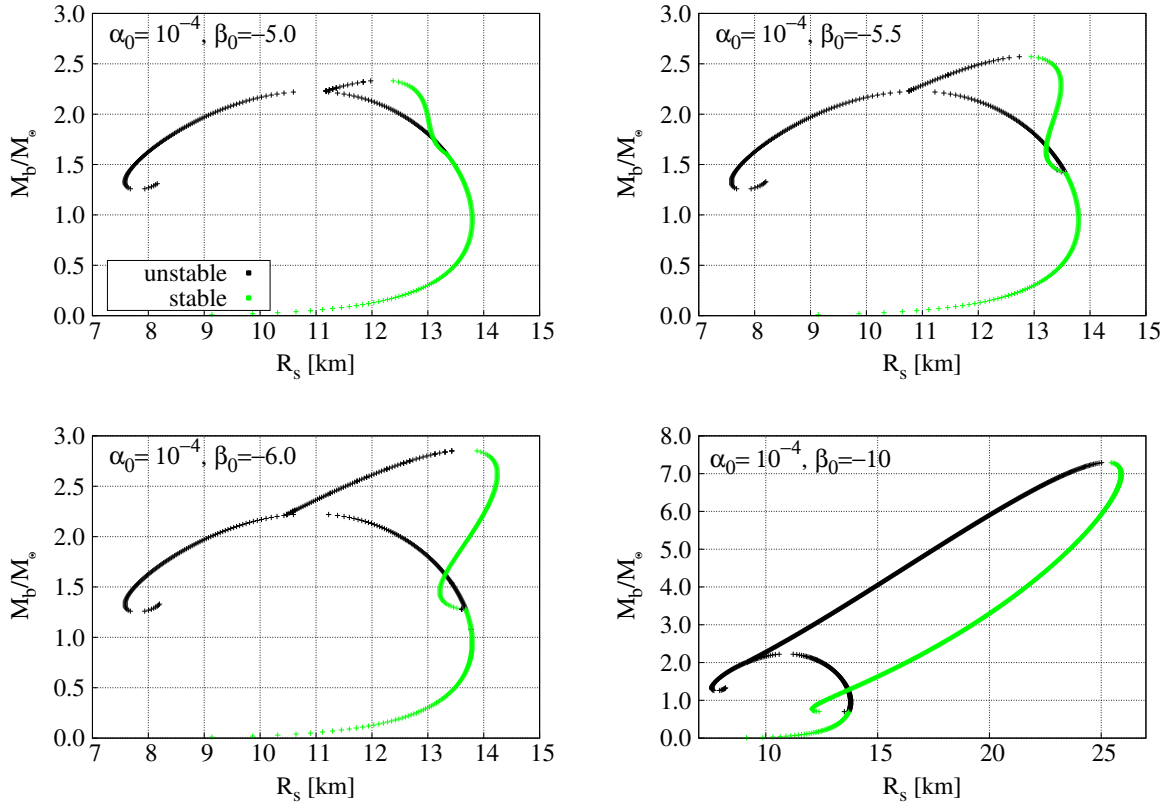 α₀= 10⁻⁴, β₀=−5.0
3.0
2.5
2.0
1.5
1.0
0.5
0.0
M_b/M_⊙
unstable
stable
7 8 9 10 11 12 13 14 15
R_s [km]
α₀= 10⁻⁴, β₀=−5.5
3.0
2.5
2.0
1.5
1.0
0.5
0.0
M_b/M_⊙
7 8 9 10 11 12 13 14 15
R_s [km]
α₀= 10⁻⁴, β₀=−6.0
3.0
2.5
2.0
1.5
1.0
0.5
0.0
M_b/M_⊙
7 8 9 10 11 12 13 14 15
R_s [km]
α₀= 10⁻⁴, β₀=−10
8.0
7.0
6.0
5.0
4.0
3.0
2.0
1.0
0.0
M_b/M_⊙
10 15 20 25
R_s [km]